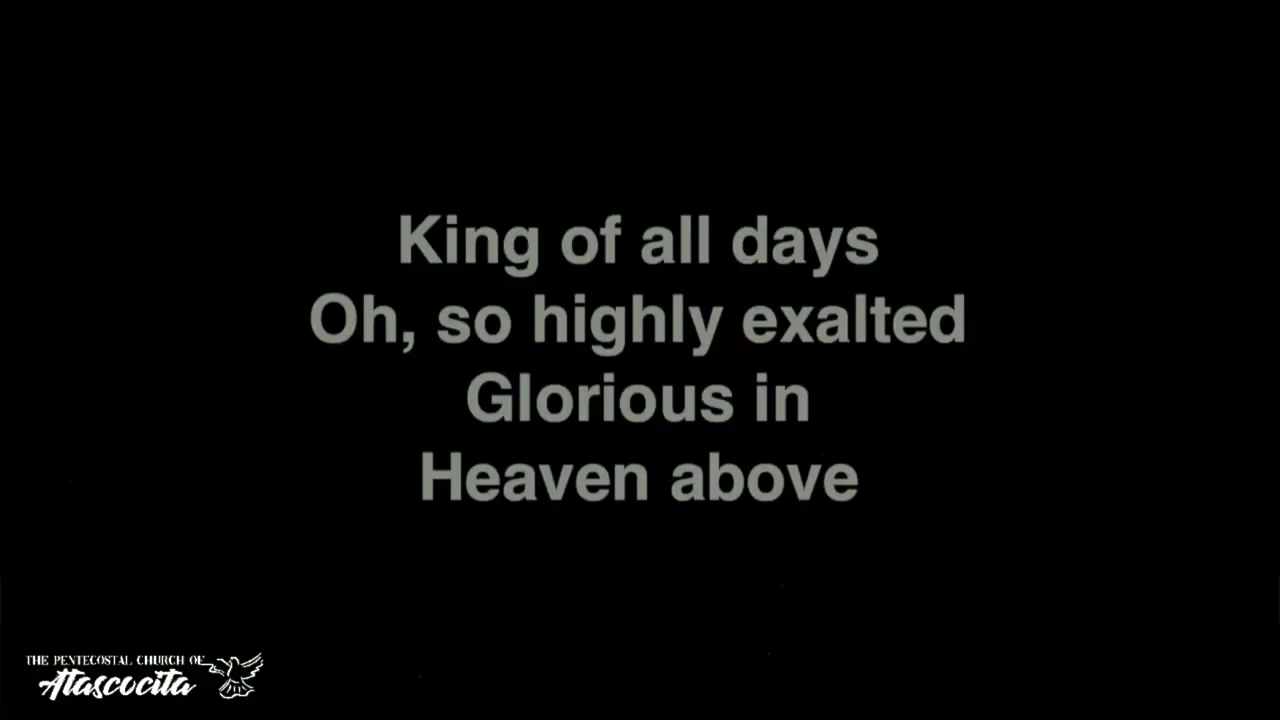 King of all days
Oh, so highly exalted
Glorious in
Heaven above
THE PENTECOSTAL CHURCH OF
Atascocita